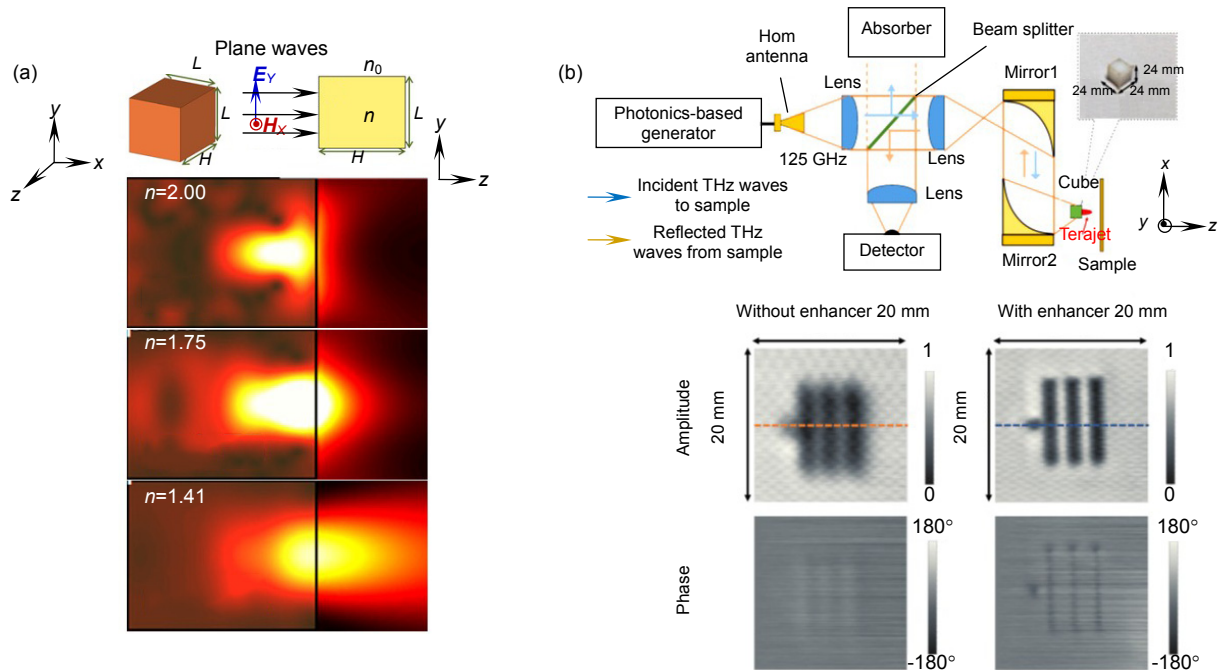 (a)
Plane waves
L
L
H
E_Y
H_X
n₀
n
L
H
y
x
z
y
z
n=2.00
n=1.75
n=1.41
(b)
Absorber
Beam splitter
Hom
antenna
Lens
Mirror1
24 mm
24 mm
24 mm
Photonics-based
generator
125 GHz
Lens
Incident THz waves
to sample
Lens
Reflected THz
waves from sample
Detector
Cube
Terajet
Mirror2
Sample
x
y
z
Without enhancer 20 mm
With enhancer 20 mm
Amplitude
20 mm
1
0
20 mm
1
0
Phase
180°
-180°
180°
-180°